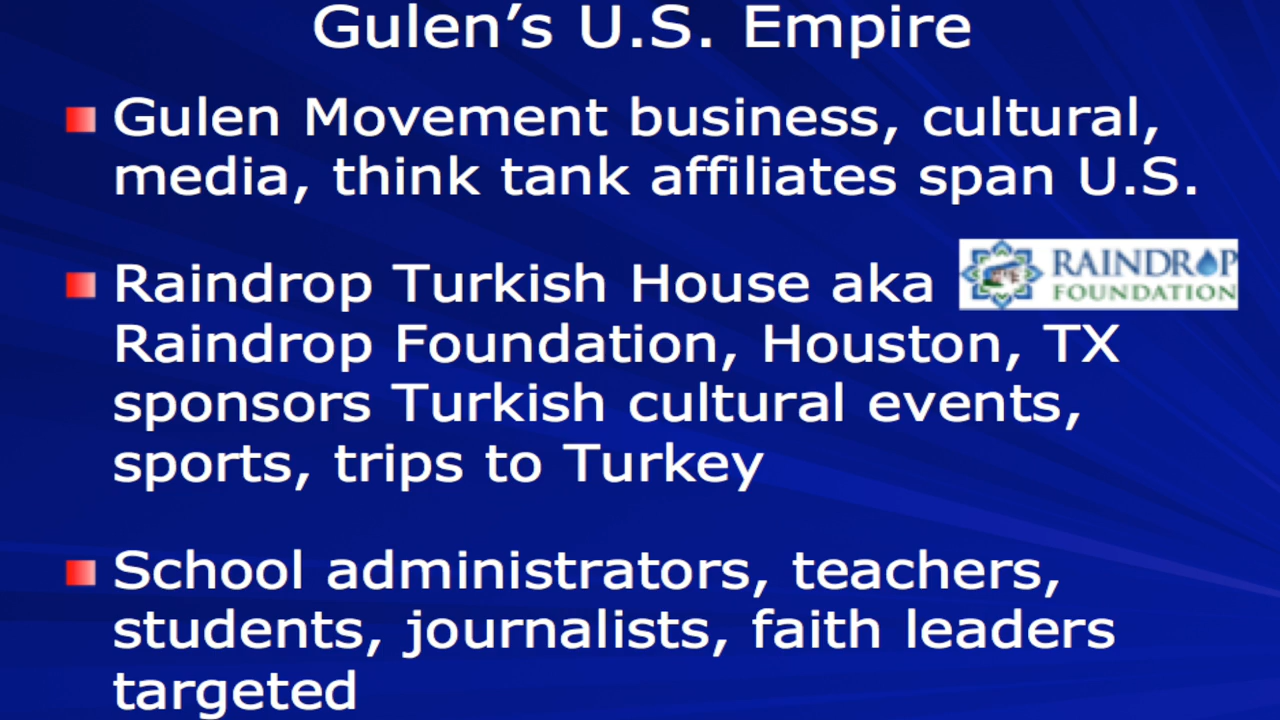 Gulen’s U.S. Empire
Gulen Movement business, cultural,
media, think tank affiliates span U.S.
Raindrop Turkish House aka
RAINDROP
FOUNDATION
Raindrop Foundation, Houston, TX
sponsors Turkish cultural events,
sports, trips to Turkey
School administrators, teachers,
students, journalists, faith leaders
targeted